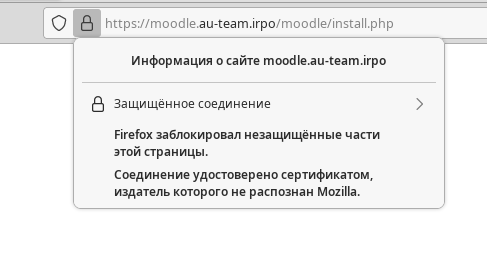 https://moodle.au-team.irpo/moodle/install.php
Информация о сайте moodle.au-team.irpo
Защищённое соединение
Firefox заблокировал незащищённые части
этой страницы.
Соединение удостоверено сертификатом,
издатель которого не распознан Mozilla.